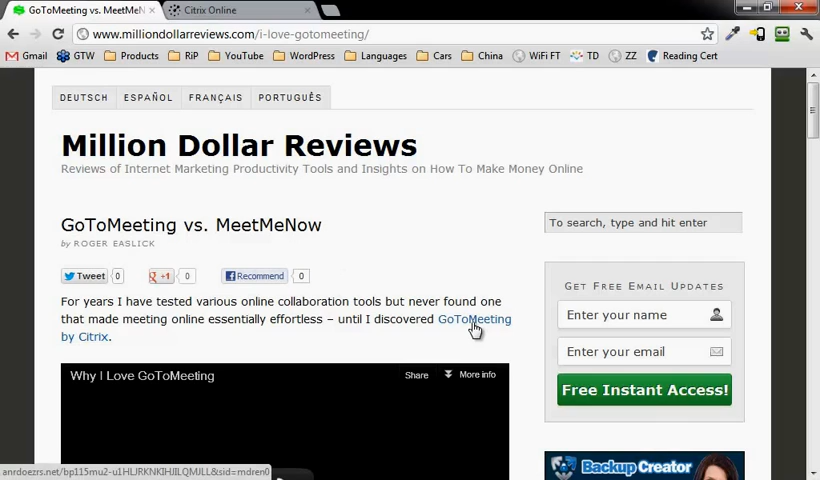 GoToMeeting vs. MeetMeN
Citrix Online
www.milliondollarreviews.com/i-love-gotomeeting/
Gmail GTW Products RiP YouTube WordPress Languages Cars China WiFi FT TD ZZ Reading Cert
DEUTSCH ESPAÑOL FRANÇAIS PORTUGUÊS
Million Dollar Reviews
Reviews of Internet Marketing Productivity Tools and Insights on How To Make Money Online
GoToMeeting vs. MeetMeNow
by ROGER EASLICK
Tweet 0 +1 0 Recommend 0
For years I have tested various online collaboration tools but never found one
that made meeting online essentially effortless – until I discovered GoToMeeting
by Citrix.
Why I Love GoToMeeting Share More info
To search, type and hit enter
GET FREE EMAIL UPDATES
Enter your name
Enter your email
Free Instant Access!
BackupCreator